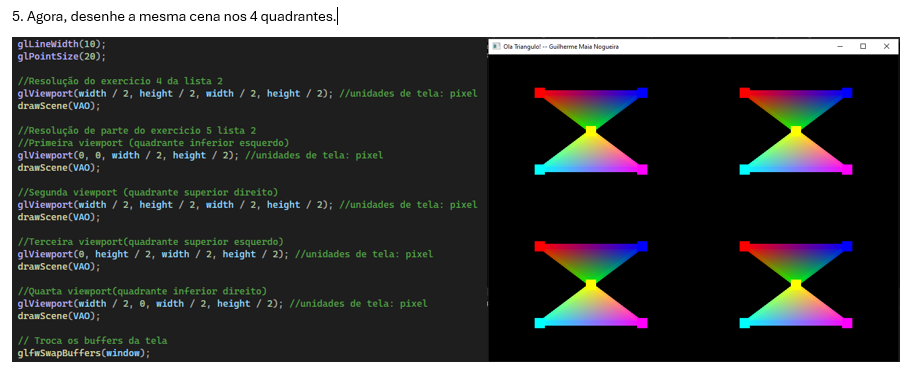 5. Agora, desenhe a mesma cena nos 4 quadrantes.
glLineWidth(10);
glPointSize(20);
//Resolução do exercicio 4 da lista 2
glViewport(width / 2, height / 2, width / 2, height / 2); //unidades de tela: pixel
drawScene(VAO);
//Resolução de parte do exercicio 5 lista 2
//Primeira viewport (quadrante inferior esquerdo)
glViewport(0, 0, width / 2, height / 2); //unidades de tela: pixel
drawScene(VAO);
//Segunda viewport (quadrante superior direito)
glViewport(width / 2, height / 2, width / 2, height / 2); //unidades de tela: pixel
drawScene(VAO);
//Terceira viewport(quadrante superior esquerdo)
glViewport(0, height / 2, width / 2, height / 2); //unidades de tela: pixel
drawScene(VAO);
//Quarta viewport(quadrante inferior direito)
glViewport(width / 2, 0, width / 2, height / 2); //unidades de tela: pixel
drawScene(VAO);
// Troca os buffers da tela
glfwSwapBuffers(window);
Ola Triangulo! -- Guilherme Maia Nogueira